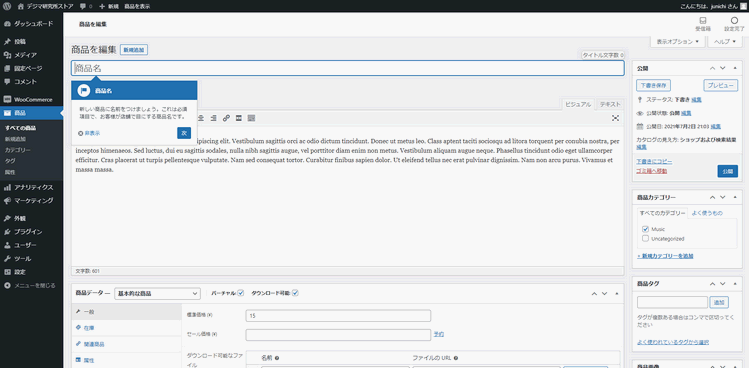 デジマ研究所ストア
0
新規
商品を表示
こんにちは、junichi さん
ダッシュボード
投稿
メディア
固定ページ
コメント
WooCommerce
商品
すべての商品
新規追加
カテゴリー
タグ
属性
アナリティクス
マーケティング
外観
プラグイン
ユーザー
ツール
設定
メニューを閉じる
商品を編集
受信箱
設定完了
表示オプション
ヘルプ
商品を編集
新規追加
タイトル文字数: 0
商品名
商品名
新しい商品に名前をつけましょう。これは必須項目で、お客様が店舗で目にする商品名です。
非表示
次
ビジュアル
テキスト
ipiscing elit. Vestibulum sagittis orci ac odio dictum tincidunt. Donec ut metus leo. Class aptent taciti sociosqu ad litora torquent per conubia nostra, per
inceptos himenaeos. Sed luctus, dui eu sagittis sodales, nulla nibh sagittis augue, vel porttitor diam enim non metus. Vestibulum aliquam augue neque. Phasellus tincidunt odio eget ullamcorper
efficitur. Cras placerat ut turpis pellentesque vulputate. Nam sed consequat tortor. Curabitur finibus sapien dolor. Ut eleifend tellus nec erat pulvinar dignissim. Nam non arcu purus. Vivamus et
massa massa.
文字数: 601
商品データ —
基本的な商品
バーチャル:
ダウンロード可能:
一般
在庫
関連商品
属性
標準価格 (¥)
15
セール価格 (¥)
予約
ダウンロード可能なファイル
名前
ファイルの URL
公開
下書き保存
プレビュー
ステータス: 下書き 編集
公開状態: 公開 編集
公開日: 2021年7月2日 21:05 編集
カタログの見え方: ショップおよび検索結果
編集
下書きにコピー
ゴミ箱へ移動
公開
商品カテゴリー
すべてのカテゴリー
よく使うもの
Music
Uncategorized
+ 新規カテゴリーを追加
商品タグ
追加
タグが複数ある場合はコンマで区切ってください
よく使われているタグから選択
商品画像